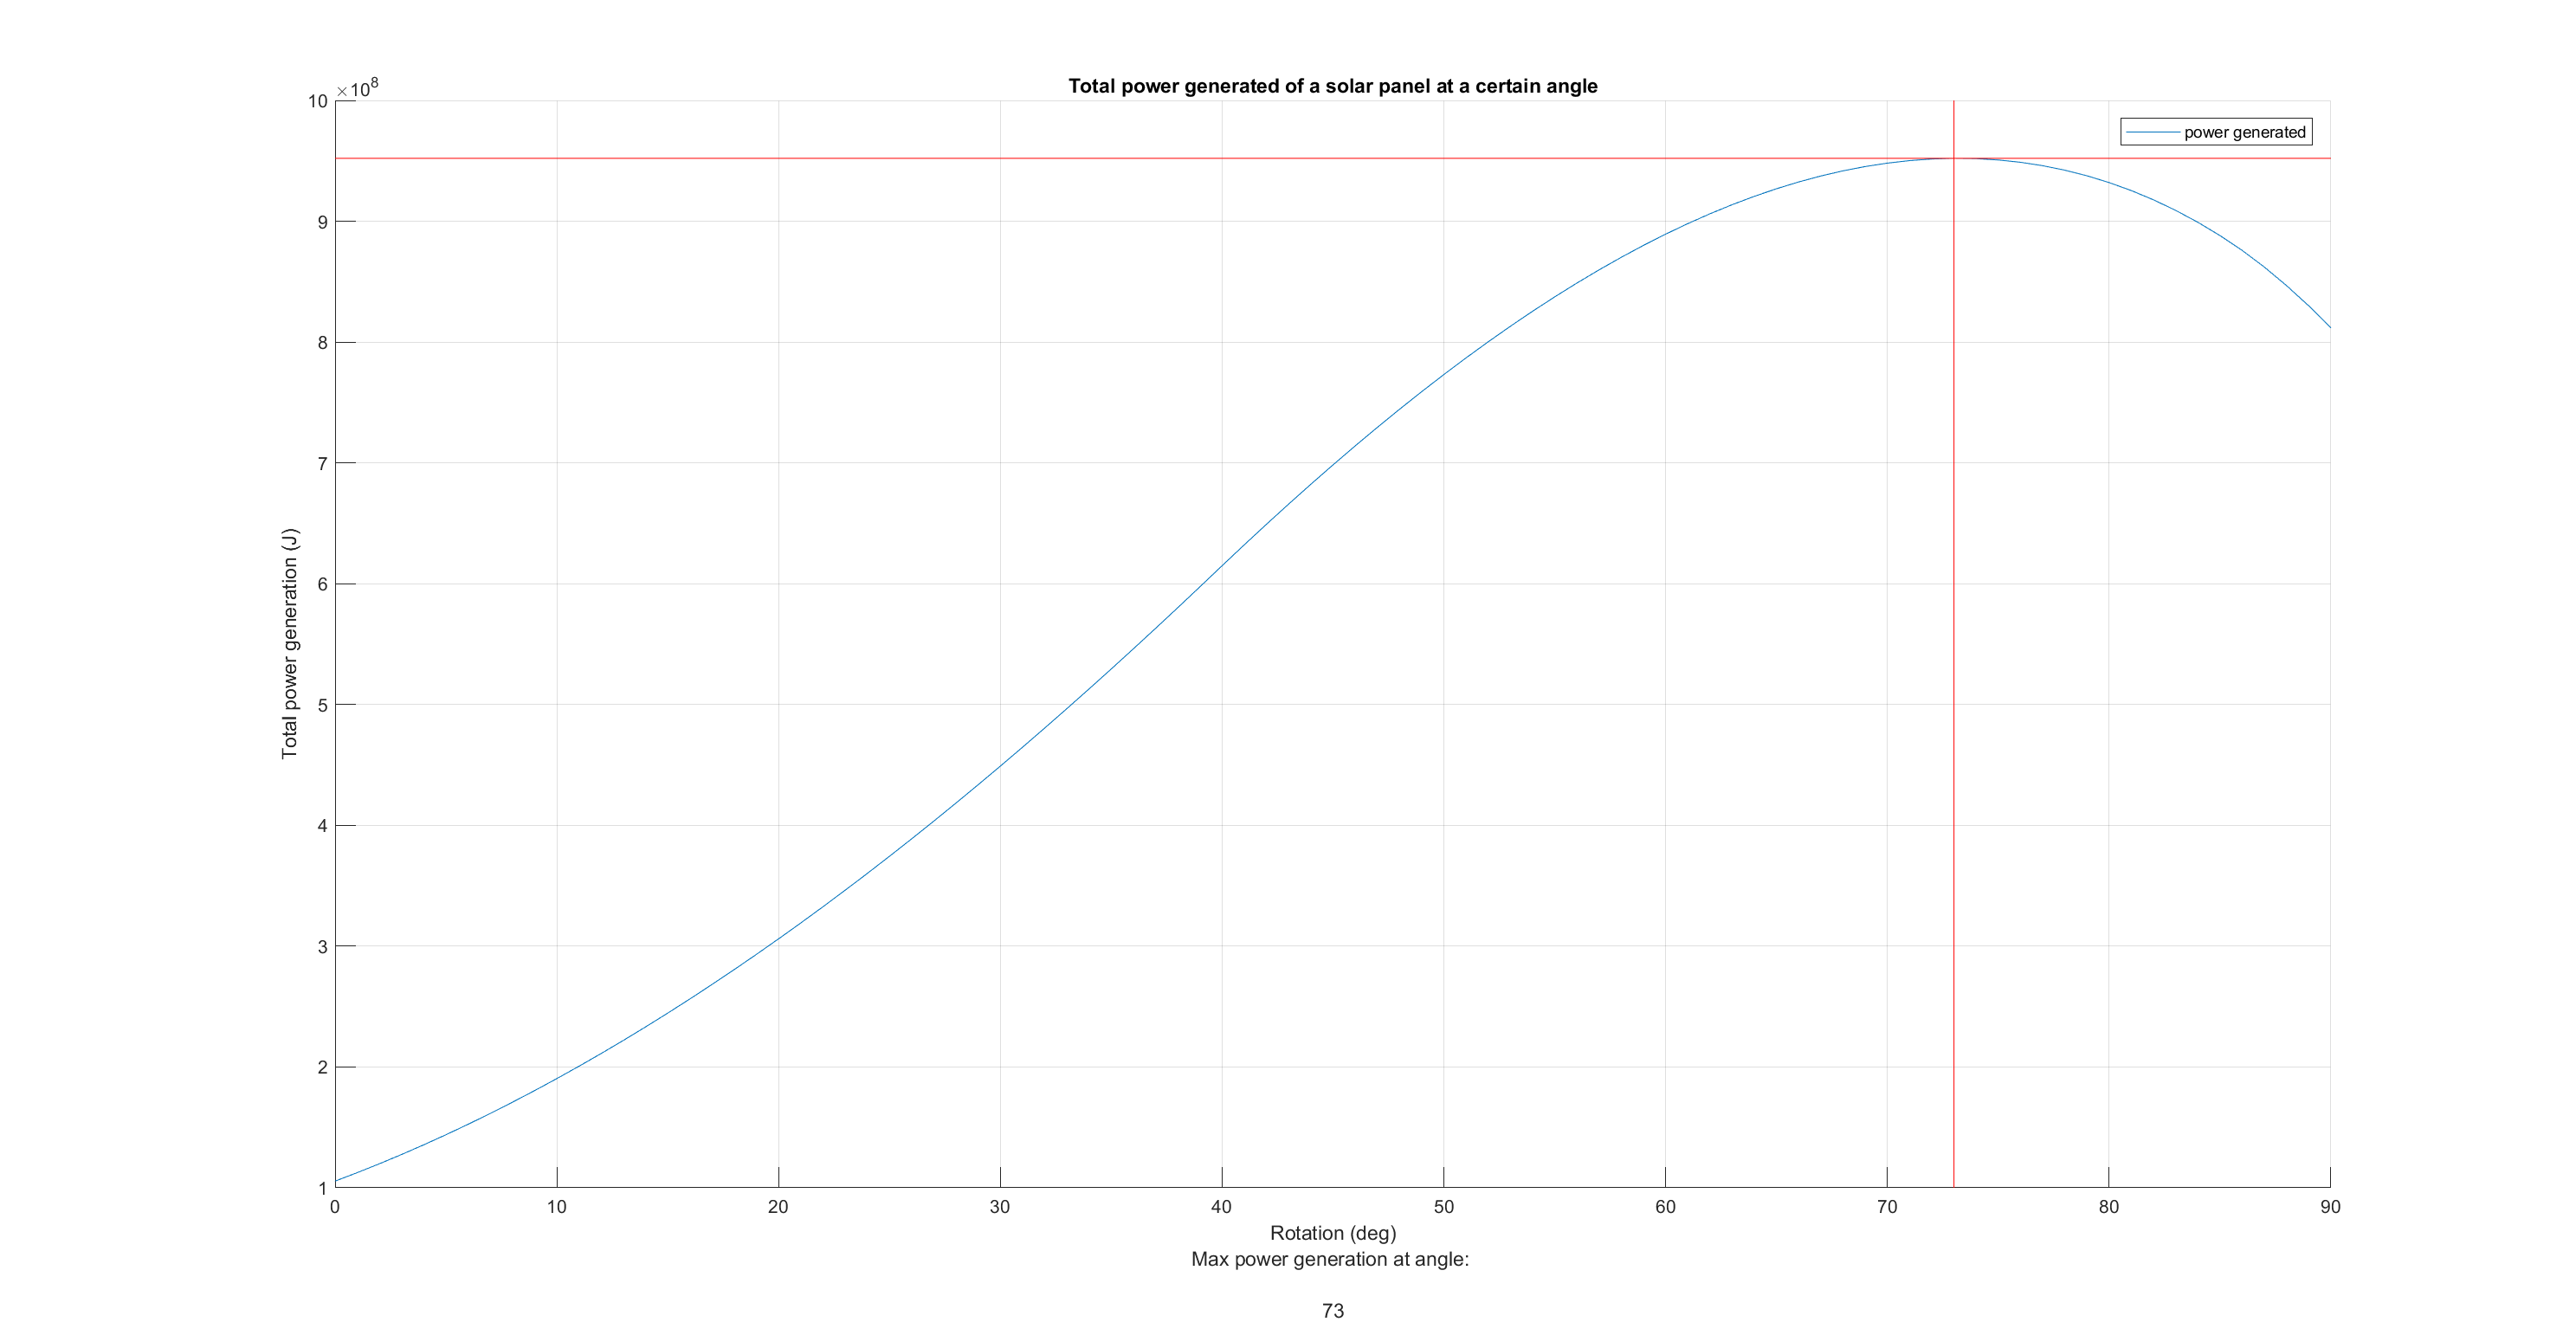 Total power generated of a solar panel at a certain angle
×10^8
power generated
10
9
8
7
6
5
4
3
2
1
Total power generation (J)
0 10 20 30 40 50 60 70 80 90
Rotation (deg)
Max power generation at angle:
73